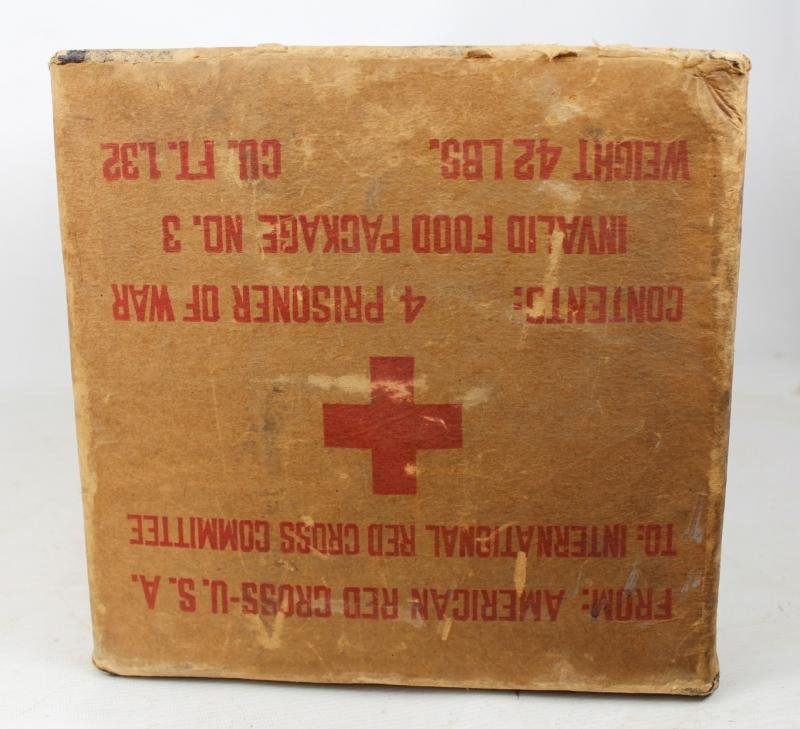 FROM: AMERICAN RED CROSS-U.S.A.
TO: INTERNATIONAL RED CROSS COMMITTEE
CONTENTS: 4 PRISONER OF WAR
INVALID FOOD PACKAGE NO. 3
WEIGHT 42 LBS. CU. FT. 1.32